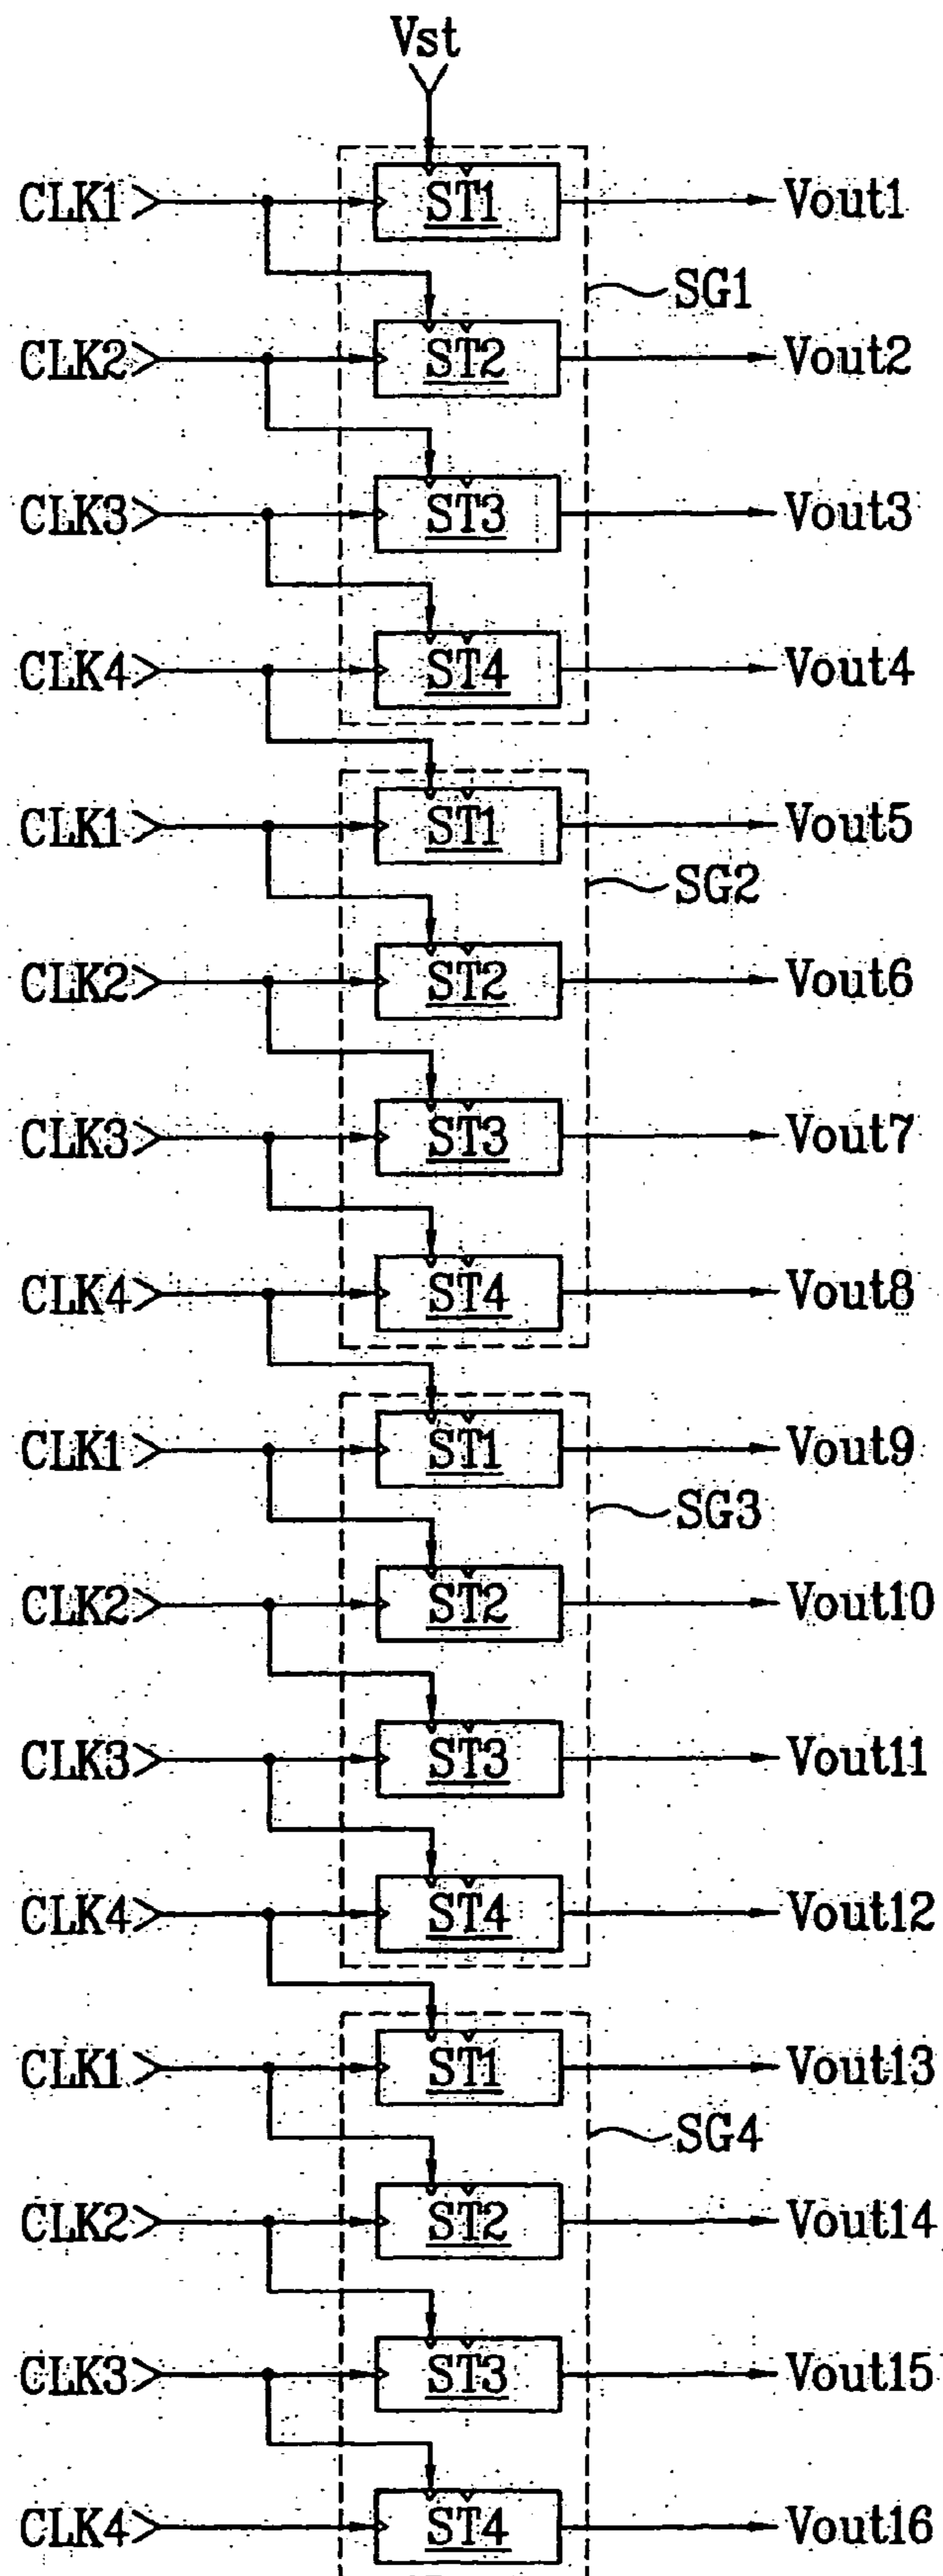 Vst
CLK1 ST1 Vout1
SG1
CLK2 ST2 Vout2
CLK3 ST3 Vout3
CLK4 ST4 Vout4
CLK1 ST1 Vout5
SG2
CLK2 ST2 Vout6
CLK3 ST3 Vout7
CLK4 ST4 Vout8
CLK1 ST1 Vout9
SG3
CLK2 ST2 Vout10
CLK3 ST3 Vout11
CLK4 ST4 Vout12
CLK1 ST1 Vout13
SG4
CLK2 ST2 Vout14
CLK3 ST3 Vout15
CLK4 ST4 Vout16